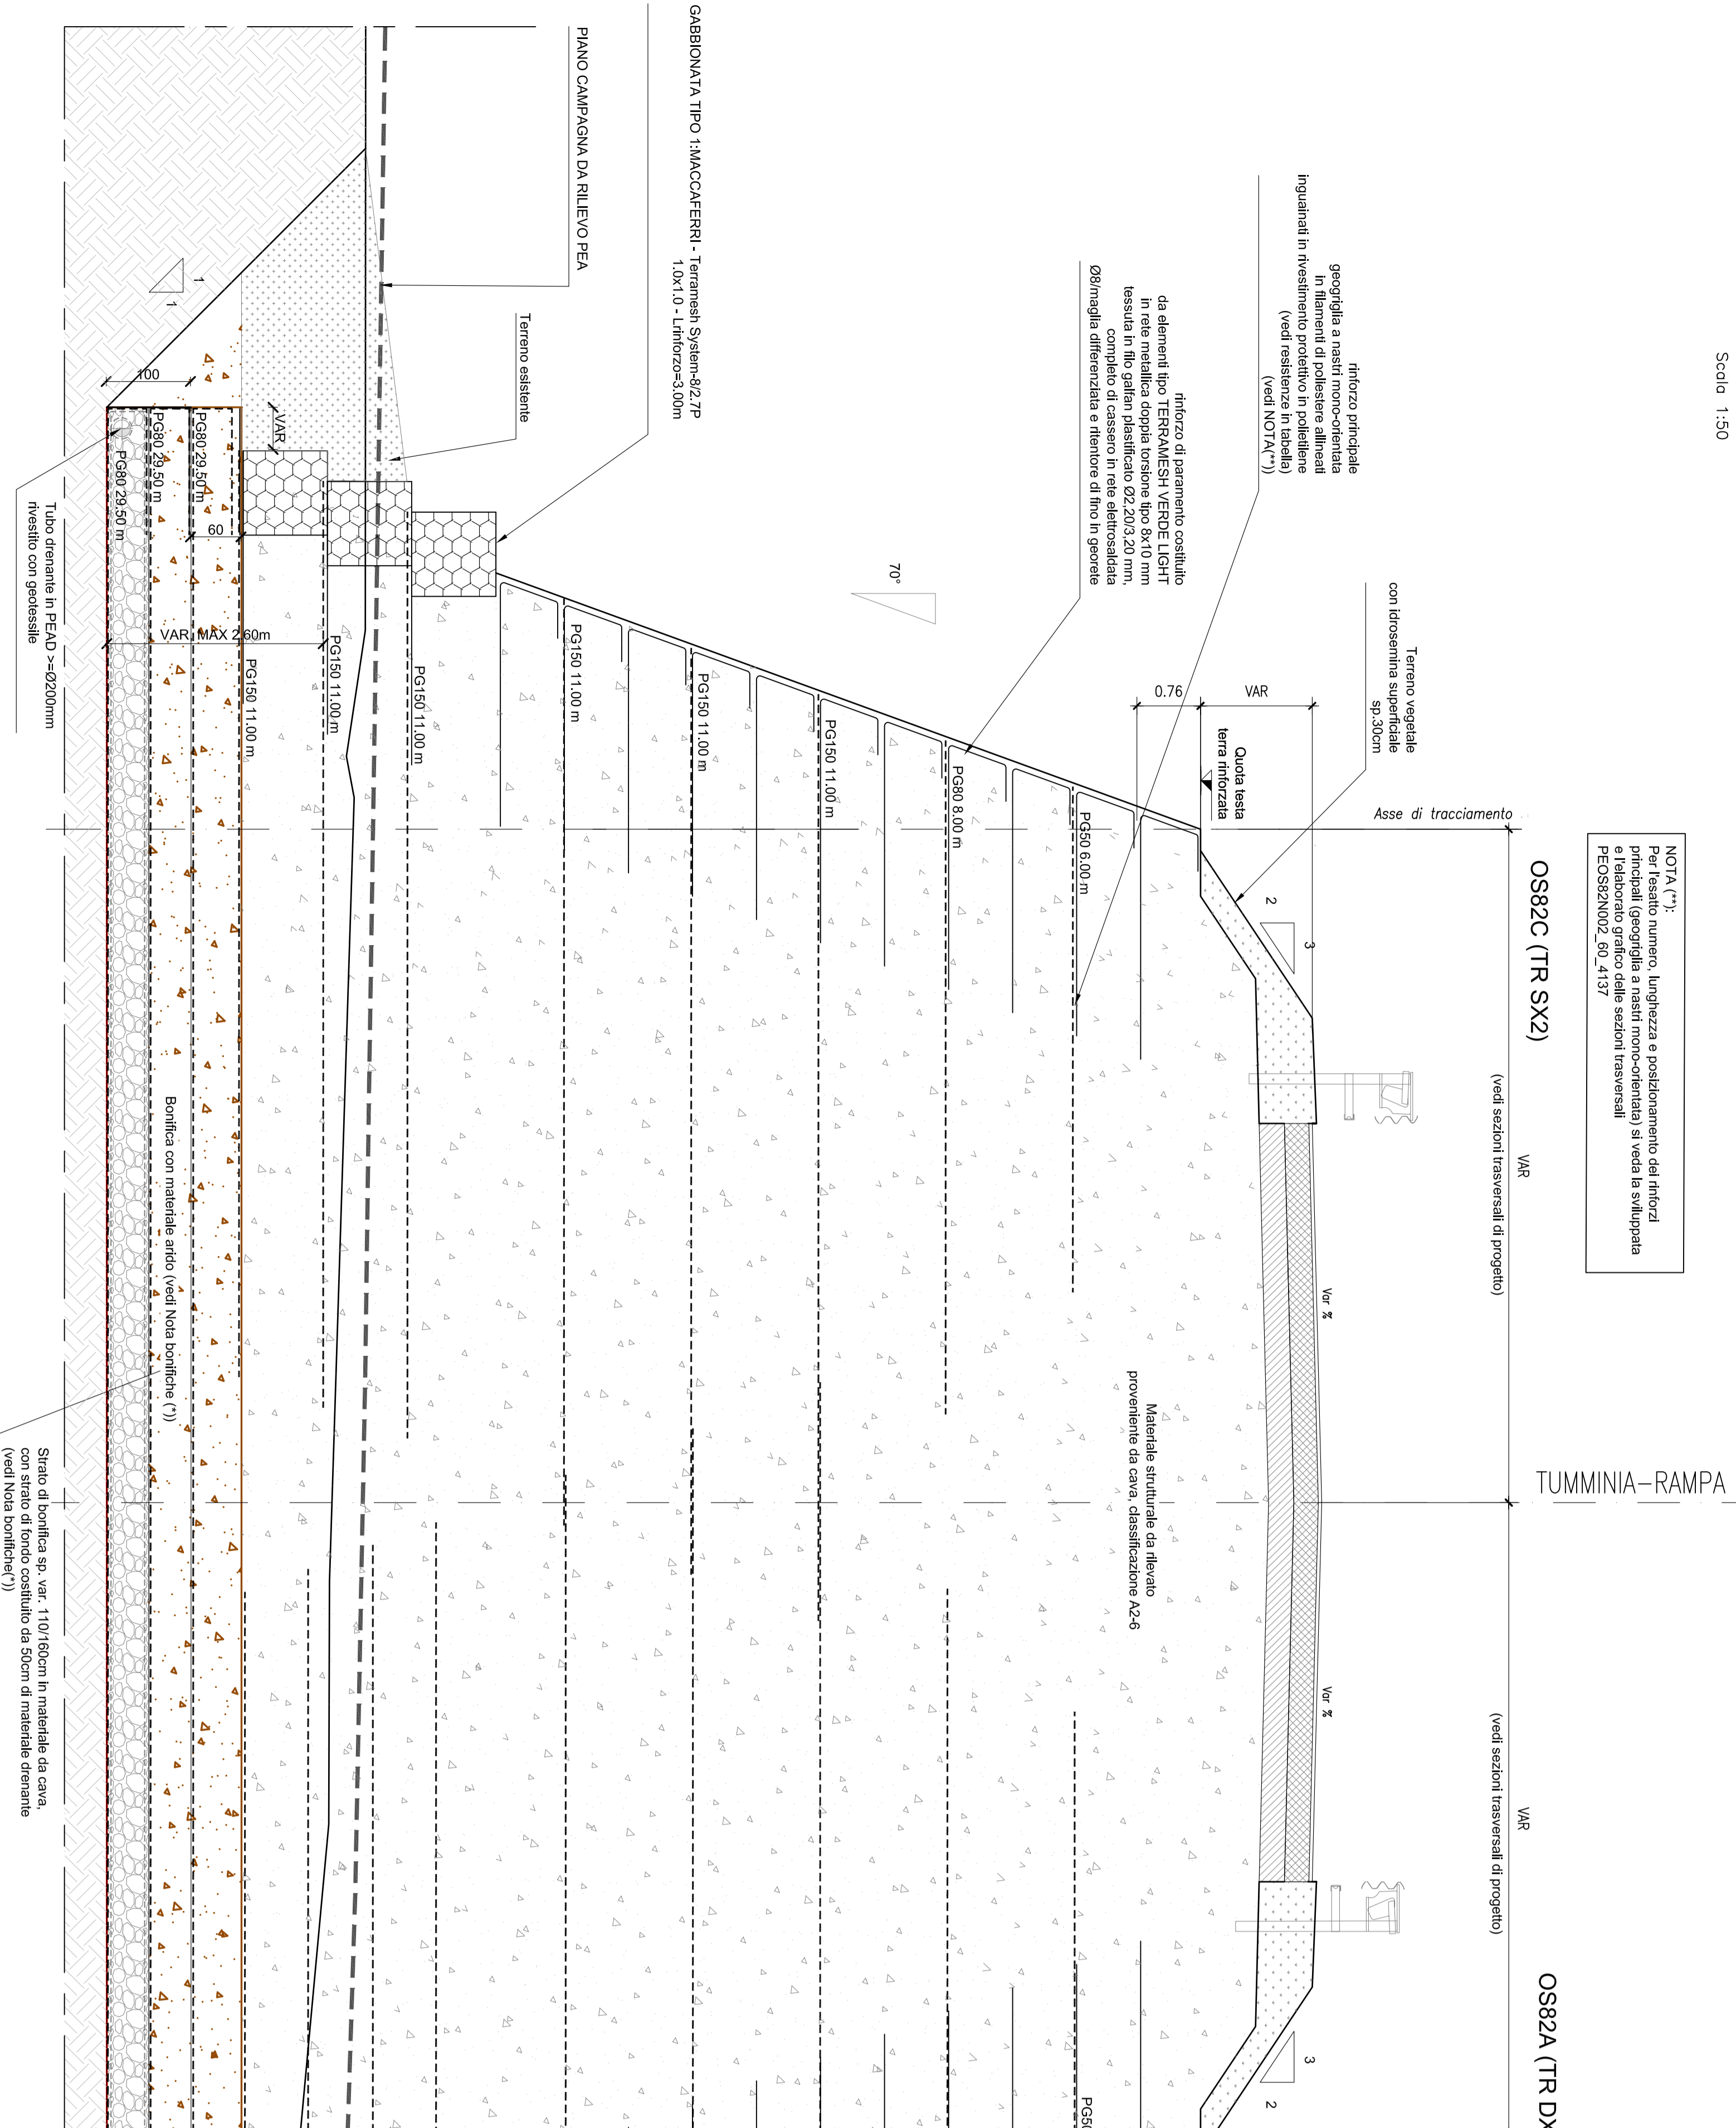 Scala 1:50
NOTA (**):
Per l'esatto numero, lunghezza e posizionamento dei rinforzi
principali (geogriglia a nastri mono-orientata) si veda la sviluppata
e l'elaborato grafico delle sezioni trasversali
PEOS82N002_60_4137
TUMMINIA-RAMPA
OS82C (TR SX2)
OS82A (TR DX
VAR
(vedi sezioni trasversali di progetto)
VAR
(vedi sezioni trasversali di progetto)
Asse di tracciamento
Terreno vegetale
con idrosemina superficiale
sp.30cm
rinforzo principale
geogriglia a nastri mono-orientata
in filamenti di poliestere allineati
inguainati in rivestimento protettivo in polietilene
(vedi resistenze in tabella)
(vedi NOTA(**))
2
3
Var %
Var %
3
2
VAR
0.76
Quota testa
terra rinforzata
rinforzo di paramento costituito
da elementi tipo TERRAMESH VERDE LIGHT
in rete metallica doppia torsione tipo 8x10 mm
tessuta in filo galfan plastificato Ø2,20/3,20 mm,
completo di cassero in rete elettrosaldata
Ø8/maglia differenziata e ritentore di fino in georete
Materiale strutturale da rilevato
proveniente da cava, classificazione A2-6
70°
PG50 6.00 m
PG50
PG80 8.00 m
PG150 11.00 m
PG150 11.00 m
PG150 11.00 m
PG150 11.00 m
PG150 11.00 m
PG150 11.00 m
GABBIONATA TIPO 1:MACCAFERRI - Terramesh System-8/2.7P
1.0x1.0 - Lrinforzo=3.00m
PIANO CAMPAGNA DA RILIEVO PEA
Terreno esistente
VAR
VAR. MAX 2.60m
60
100
1
1
PG80 29.50 m
PG80 29.50 m
PG80 29.50 m
Bonifica con materiale arido (vedi Nota bonifiche (*))
Tubo drenante in PEAD >=Ø200mm
rivestito con geotessile
Strato di bonifica sp. var. 110/160cm in materiale da cava,
con strato di fondo costituito da 50cm di materiale drenante
(vedi Nota bonifiche(*))